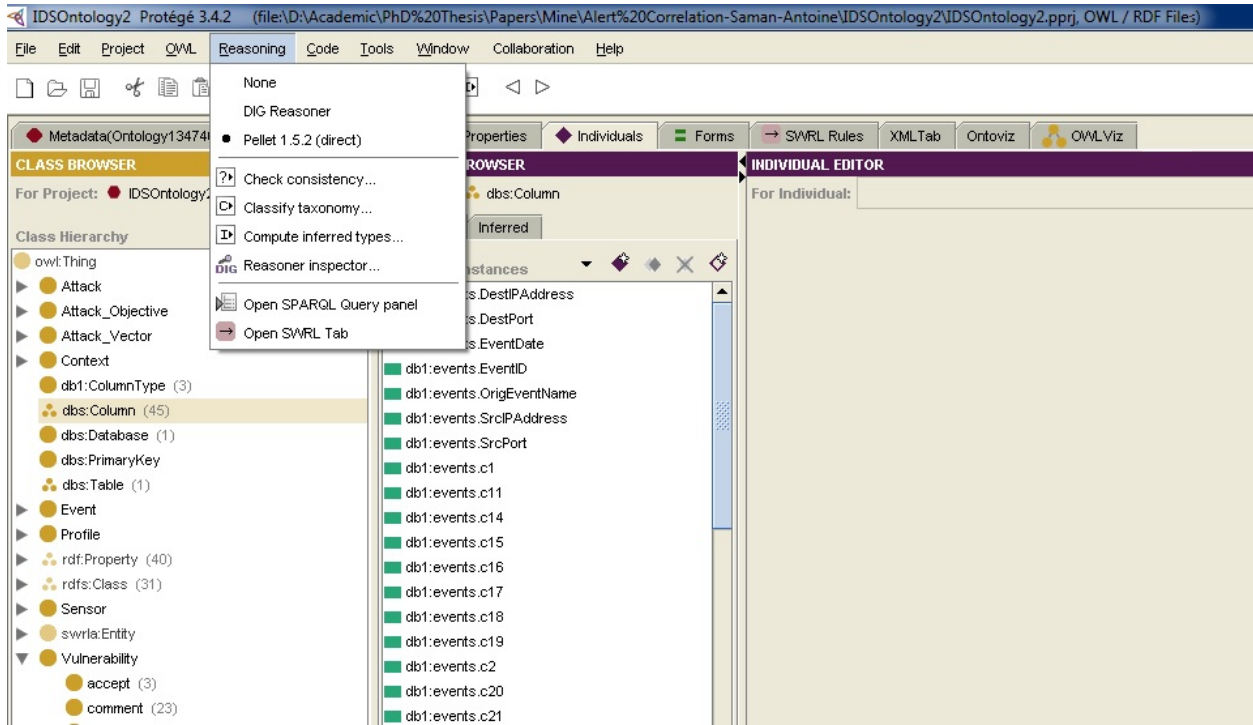 IDSOntology2 Protégé 3.4.2 (file:\D:\Academic\PhD%20Thesis\Papers\Mine\Alert%20Correlation-Saman-Antoine\IDSOntology2\IDSOntology2.pprj, OWL / RDF Files)
File Edit Project OWL Reasoning Code Tools Window Collaboration Help
None
DIG Reasoner
Pellet 1.5.2 (direct)
Check consistency...
Classify taxonomy...
Compute inferred types...
DIG Reasoner inspector...
Open SPARQL Query panel
Open SWRL Tab
Metadata(Ontology13474 Properties Individuals Forms SWRL Rules XMLTab Ontoviz OWLViz
CLASS BROWSER
For Project: IDSOntology2
Class Hierarchy
owl:Thing
Attack
Attack_Objective
Attack_Vector
Context
db1:ColumnType (3)
dbs:Column (45)
dbs:Database (1)
dbs:PrimaryKey
dbs:Table (1)
Event
Profile
rdf:Property (40)
rdfs:Class (31)
Sensor
swrla:Entity
Vulnerability
accept (3)
comment (23)
ROWSER
dbs:Column
Inferred
nstances
s.DestIPAddress
s.DestPort
s.EventDate
db1:events.EventID
db1:events.OrigEventName
db1:events.SrcIPAddress
db1:events.SrcPort
db1:events.c1
db1:events.c11
db1:events.c14
db1:events.c15
db1:events.c16
db1:events.c17
db1:events.c18
db1:events.c19
db1:events.c2
db1:events.c20
db1:events.c21
INDIVIDUAL EDITOR
For Individual: